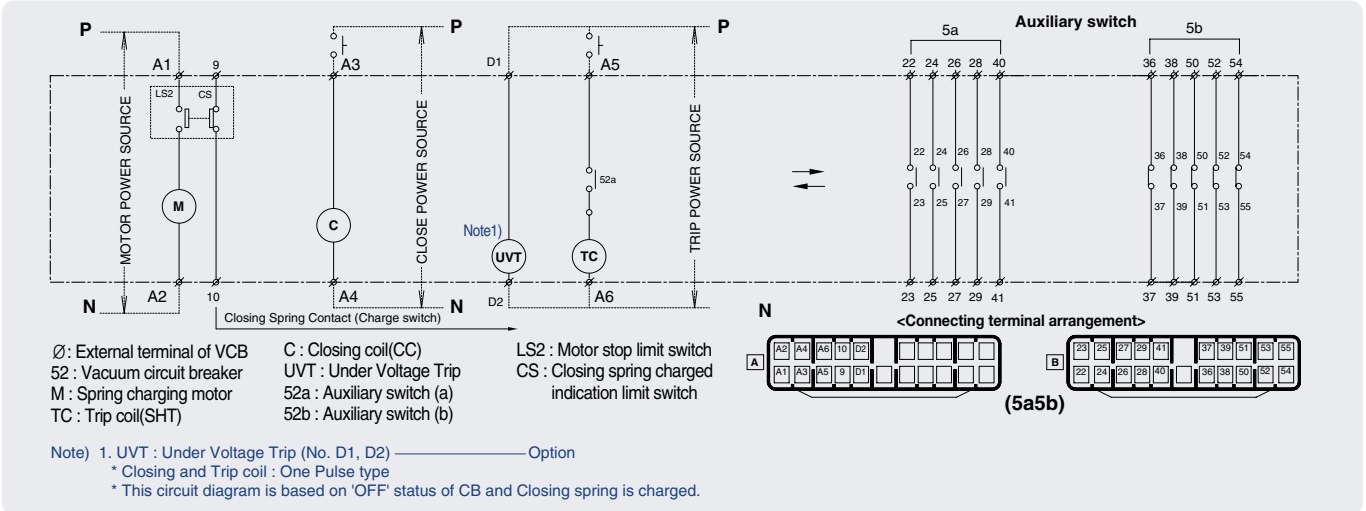 P
P
P
Auxiliary switch
5a
5b
A1 9 A3 D1 A5 22 24 26 28 40 36 38 50 52 54
LS2 CS
MOTOR POWER SOURCE
CLOSE POWER SOURCE
TRIP POWER SOURCE
22 24 26 28 40 36 38 50 52 54
52a
23 25 27 29 41 37 39 51 53 55
M
C
Note1)
UVT
TC
A2 10 A4 D2 A6 23 25 27 29 41 37 39 51 53 55
N
N
N
Closing Spring Contact (Charge switch)
<Connecting terminal arrangement>
Ø : External terminal of VCB
52 : Vacuum circuit breaker
M : Spring charging motor
TC : Trip coil(SHT)
C : Closing coil(CC)
UVT : Under Voltage Trip
52a : Auxiliary switch (a)
52b : Auxiliary switch (b)
LS2 : Motor stop limit switch
CS : Closing spring charged
indication limit switch
A
A2 A4 A6 10 D2
A1 A3 A5 9 D1
B
23 25 27 29 41 37 39 51 53 55
22 24 26 28 40 36 38 50 52 54
(5a5b)
Note) 1. UVT : Under Voltage Trip (No. D1, D2) Option
* Closing and Trip coil : One Pulse type
* This circuit diagram is based on 'OFF' status of CB and Closing spring is charged.